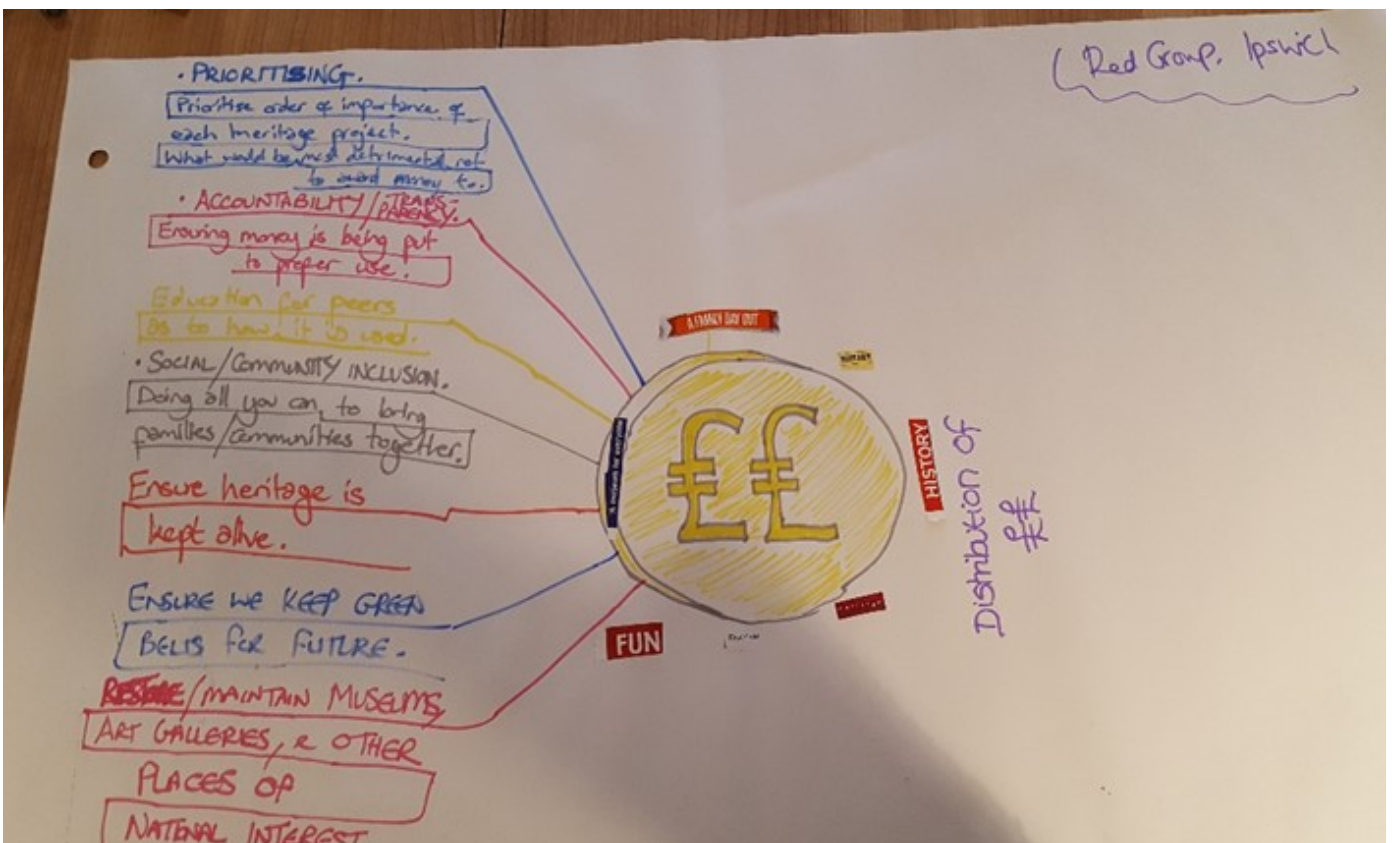 (Red Group, Ipswich
• PRIORITISING.
Prioritise order of importance of
each heritage project.
What would be most detrimental not
to award money to.
• ACCOUNTABILITY/TRANS-
PARENCY.
Ensuring money is being put
to proper use.
Education for peers
as to how it is used.
• SOCIAL/COMMUNITY INCLUSION.
Doing all you can to bring
families/communities together.
Ensure heritage is
kept alive.
ENSURE WE KEEP GREEN
BELTS FOR FUTURE.
RESTORE/MAINTAIN MUSEUMS,
ART GALLERIES, & OTHER
PLACES OF
NATIONAL INTEREST
A FAMILY DAY OUT
££
HISTORY
FUN
Distribution of
££